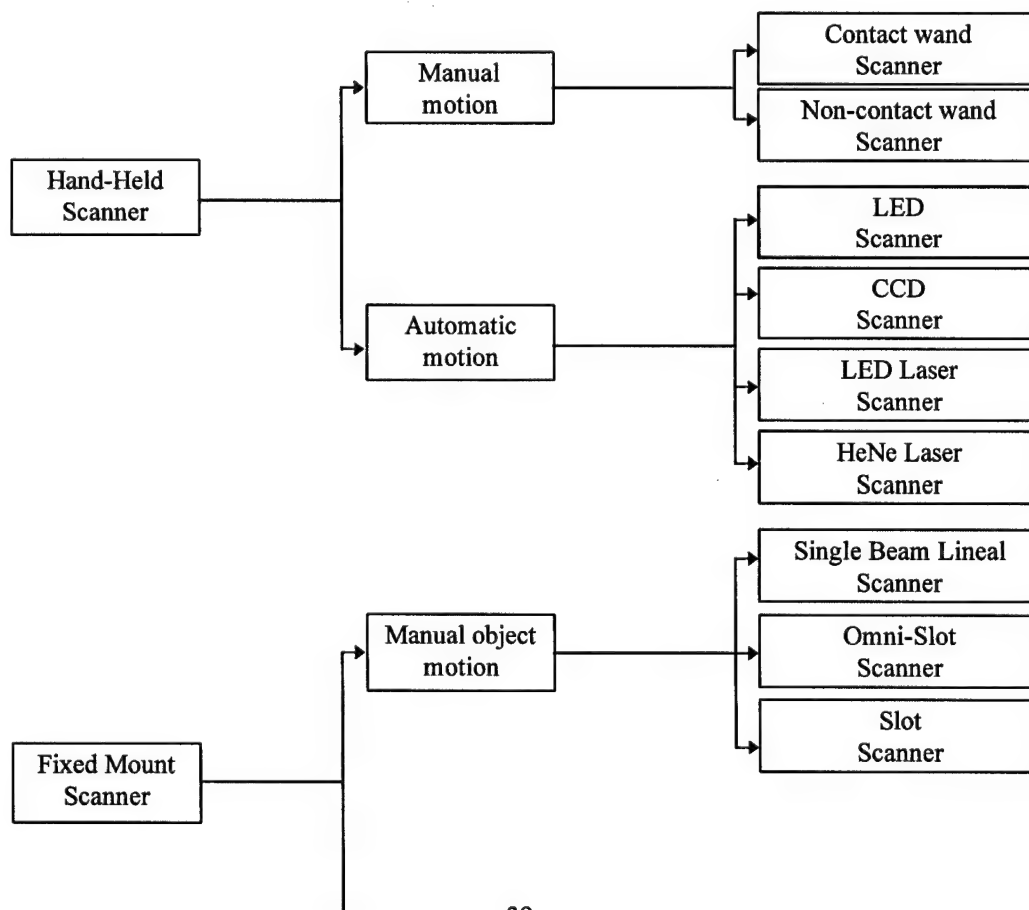 Contact wand
Scanner
Manual
motion
Non-contact wand
Scanner
Hand-Held
Scanner
LED
Scanner
CCD
Scanner
Automatic
motion
LED Laser
Scanner
HeNe Laser
Scanner
Single Beam Lineal
Scanner
Manual object
motion
Omni-Slot
Scanner
Slot
Scanner
Fixed Mount
Scanner